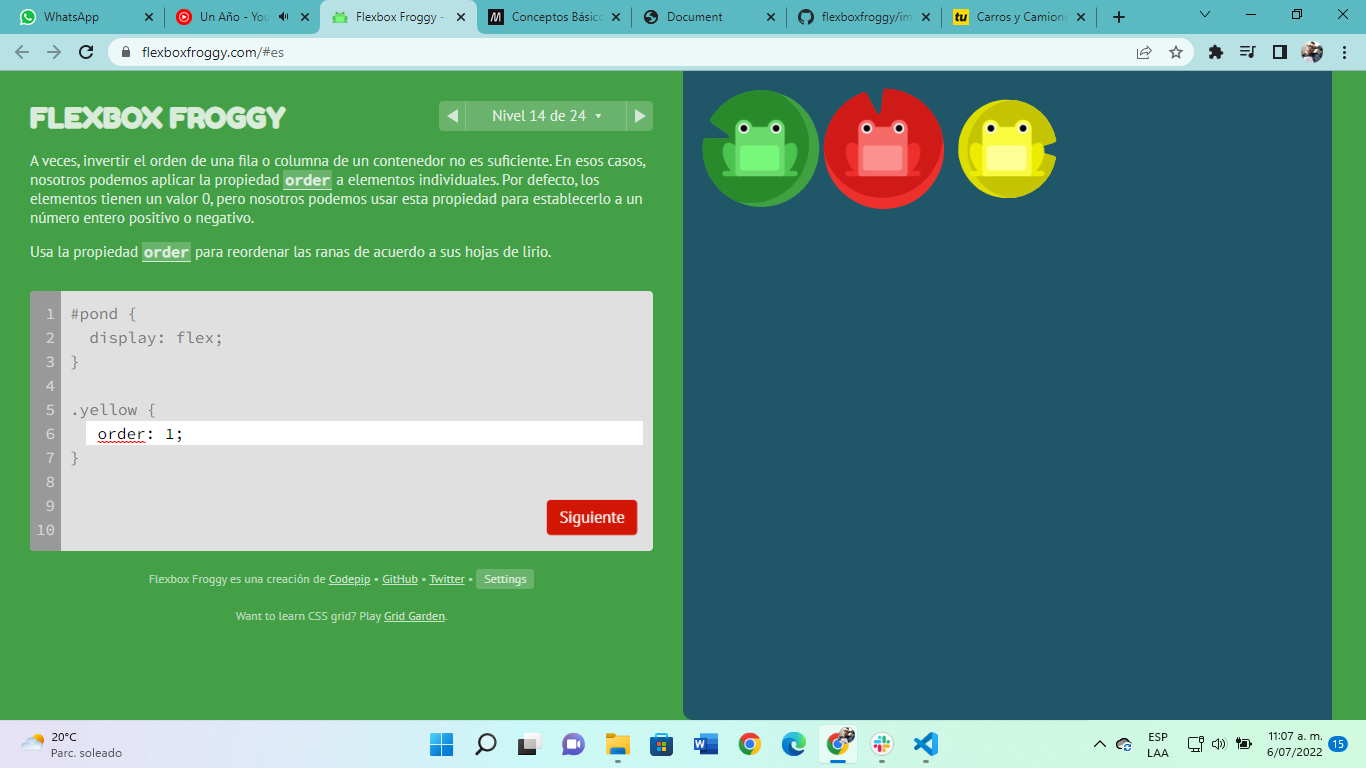 WhatsApp
Un Año - You
Flexbox Froggy -
Conceptos Básico
Document
flexboxfroggy/im
Carros y Camione
flexboxfroggy.com/#es
FLEXBOX FROGGY
Nivel 14 de 24
A veces, invertir el orden de una fila o columna de un contenedor no es suficiente. En esos casos,
nosotros podemos aplicar la propiedad order a elementos individuales. Por defecto, los
elementos tienen un valor 0, pero nosotros podemos usar esta propiedad para establecerlo a un
número entero positivo o negativo.
Usa la propiedad order para reordenar las ranas de acuerdo a sus hojas de lirio.
1 #pond {
2 display: flex;
3 }
4
5 .yellow {
6 order: 1;
7 }
8
9
10
Siguiente
Flexbox Froggy es una creación de Codepip • GitHub • Twitter • Settings
Want to learn CSS grid? Play Grid Garden.
20°C
Parc. soleado
ESP
LAA
11:07 a. m.
6/07/2022
15